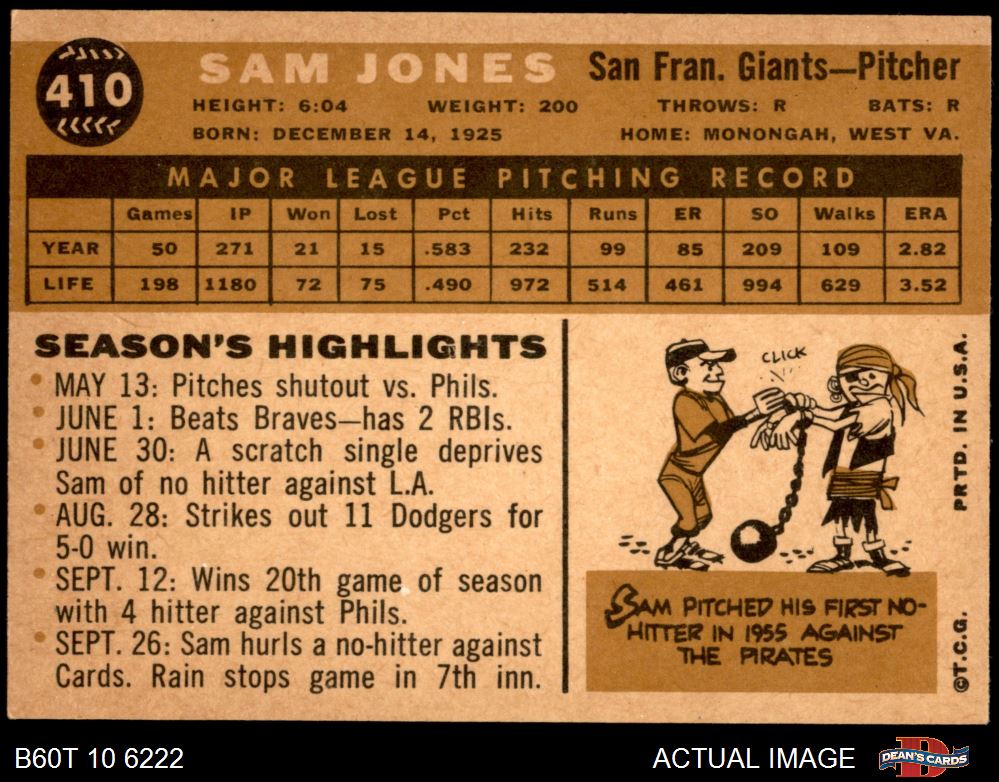 410
SAM JONES San Fran. Giants—Pitcher
HEIGHT: 6:04 WEIGHT: 200 THROWS: R BATS: R
BORN: DECEMBER 14, 1925 HOME: MONONGAH, WEST VA.
MAJOR LEAGUE PITCHING RECORD
Games IP Won Lost Pct Hits Runs ER SO Walks ERA
YEAR 50 271 21 15 .583 232 99 85 209 109 2.82
LIFE 198 1180 72 75 .490 972 514 461 994 629 3.52
SEASON'S HIGHLIGHTS
• MAY 13: Pitches shutout vs. Phils.
• JUNE 1: Beats Braves—has 2 RBIs.
• JUNE 30: A scratch single deprives
Sam of no hitter against L.A.
• AUG. 28: Strikes out 11 Dodgers for
5-0 win.
• SEPT. 12: Wins 20th game of season
with 4 hitter against Phils.
• SEPT. 26: Sam hurls a no-hitter against
Cards. Rain stops game in 7th inn.
CLICK
SAM PITCHED HIS FIRST NO-
HITTER IN 1955 AGAINST
THE PIRATES
©T.C.G. PRTD. IN U.S.A.
B60T 10 6222 ACTUAL IMAGE DEAN'S CARDS